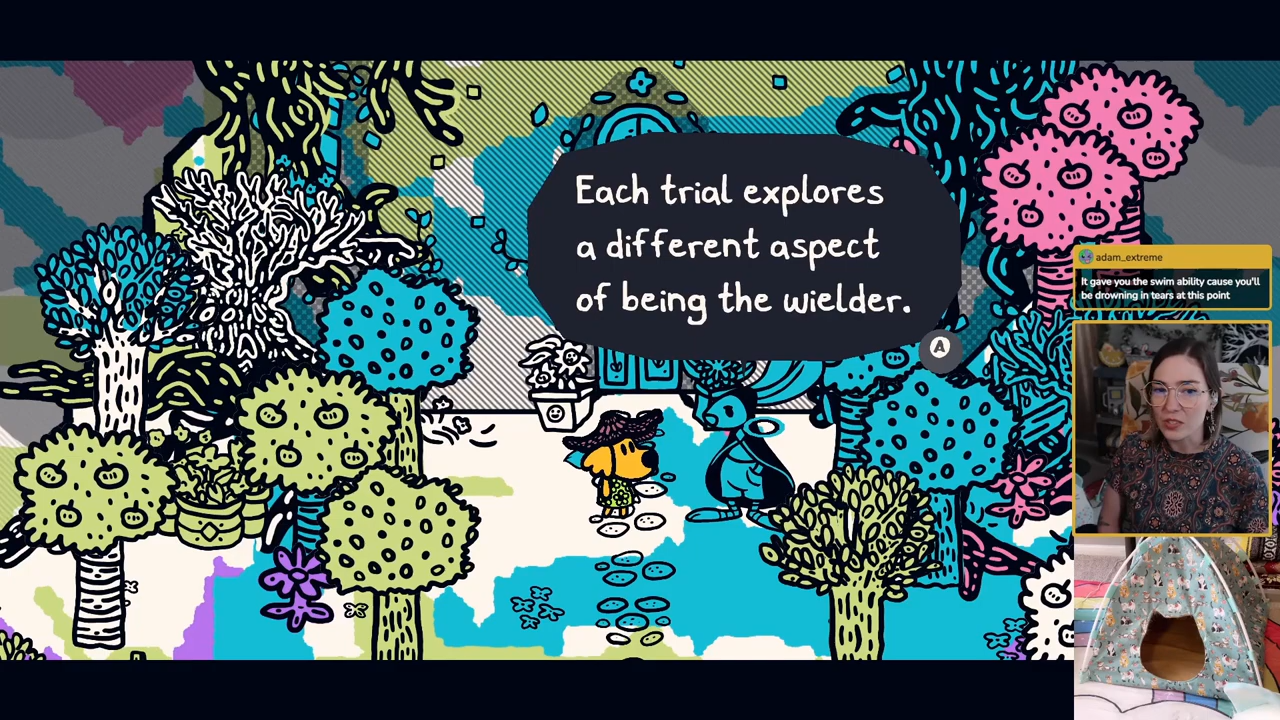 Each trial explores
a different aspect
of being the wielder.
A
adam_extreme
It gave you the swim ability cause you'll
be drowning in tears at this point